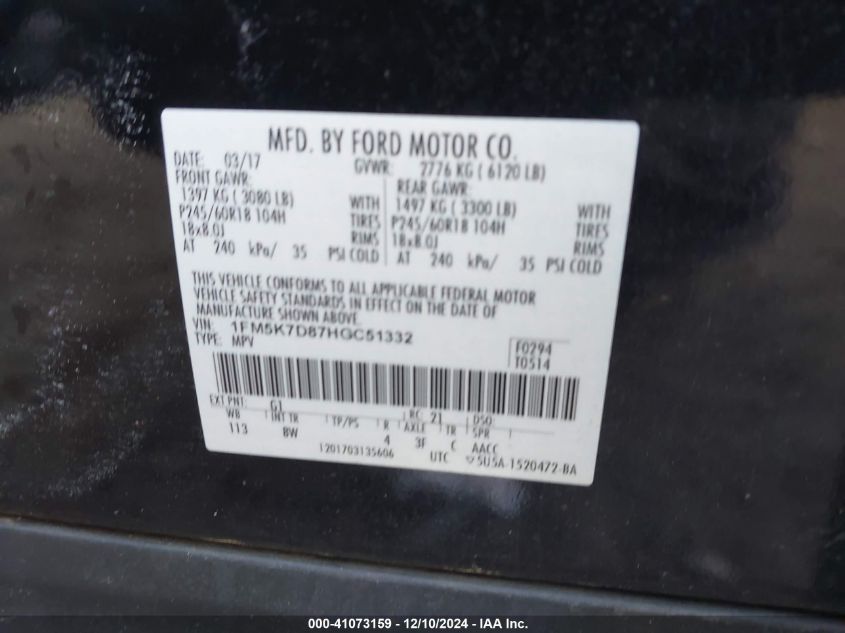 MFD. BY FORD MOTOR CO.
DATE: 03/17 GVWR: 2776 KG ( 6120 LB)
FRONT GAWR: REAR GAWR:
1397 KG ( 3080 LB) WITH 1497 KG ( 3300 LB) WITH
P245/60R18 104H TIRES P245/60R18 104H TIRES
18x8.0J RIMS 18x8.0J RIMS
AT 240 kPa/ 35 PSI COLD AT 240 kPa/ 35 PSI COLD
THIS VEHICLE CONFORMS TO ALL APPLICABLE FEDERAL MOTOR
VEHICLE SAFETY STANDARDS IN EFFECT ON THE DATE OF
MANUFACTURE SHOWN ABOVE.
VIN: 1FM5K7D87HGC51332
TYPE: MPV
F0294
T0514
EXT PNT: G1 RC: 21 DSO:
WB INT TR TP/PS R AXLE TR SPR
113 8W 4 3F C AACC
1201703135606 UTC ▽5U5A-1520472-BA
000-41073159 - 12/10/2024 - IAA Inc.